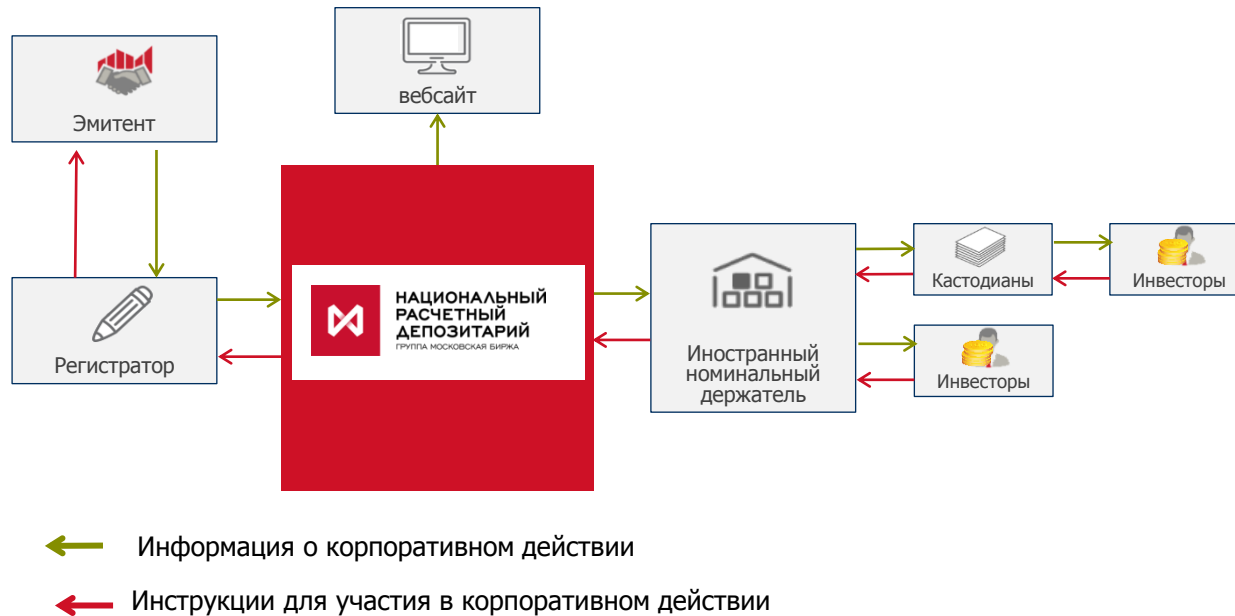 вебсайт
Эмитент
НАЦИОНАЛЬНЫЙ
РАСЧЕТНЫЙ
ДЕПОЗИТАРИЙ
ГРУППА МОСКОВСКАЯ БИРЖА
Регистратор
Иностранный
номинальный
держатель
Кастодианы
Инвесторы
Инвесторы
Информация о корпоративном действии
Инструкции для участия в корпоративном действии